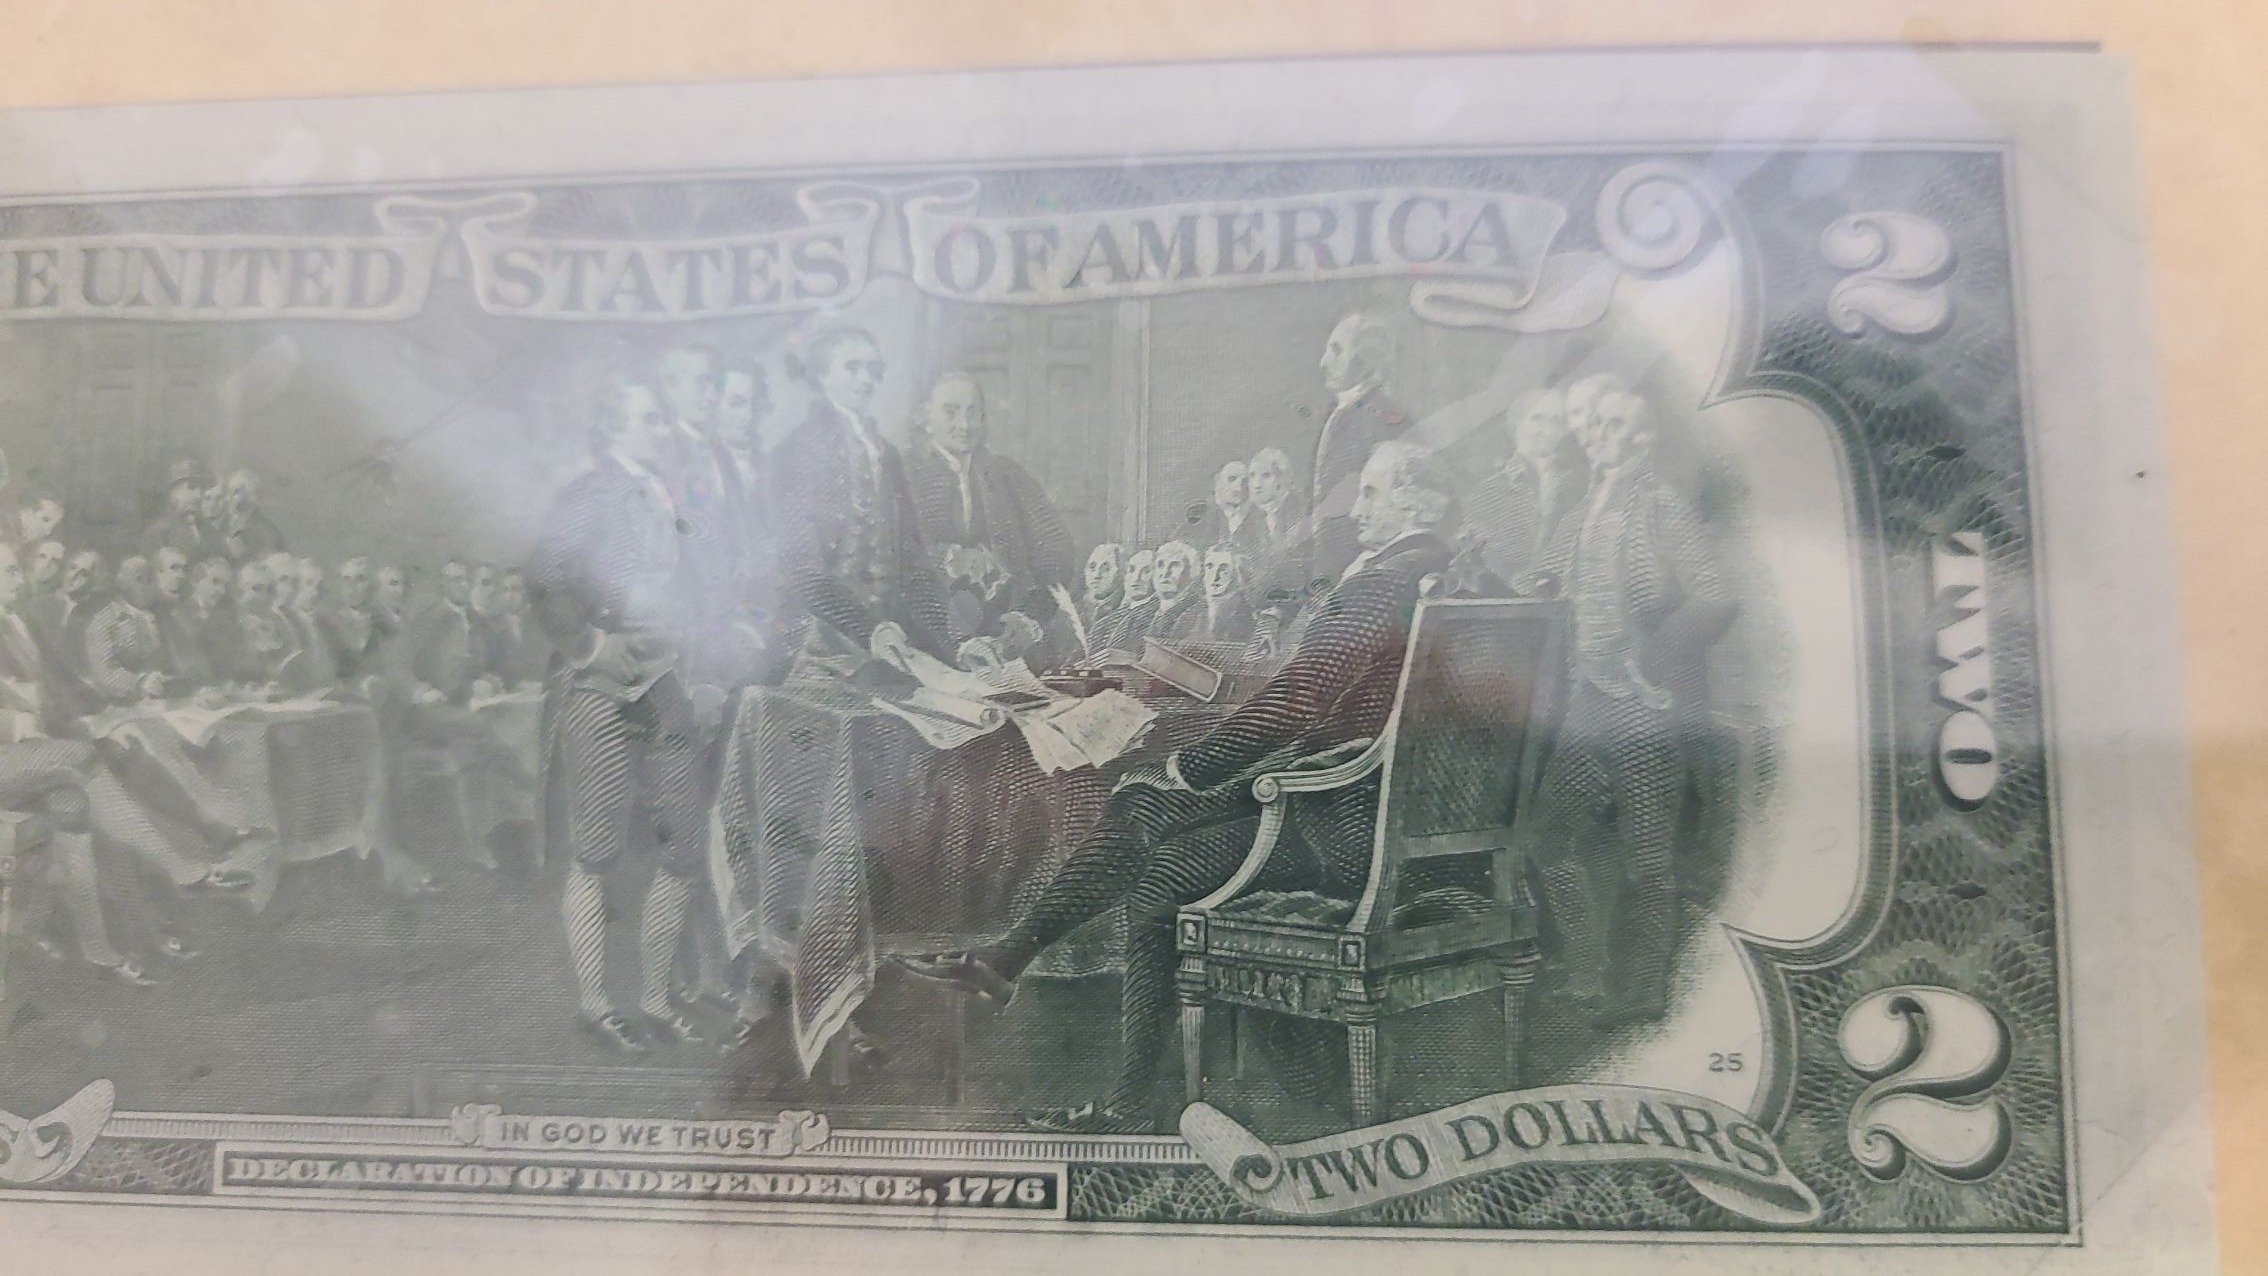 E UNITED STATES OF AMERICA
2
TWO
25
2
TWO DOLLARS
IN GOD WE TRUST
DECLARATION OF INDEPENDENCE, 1776